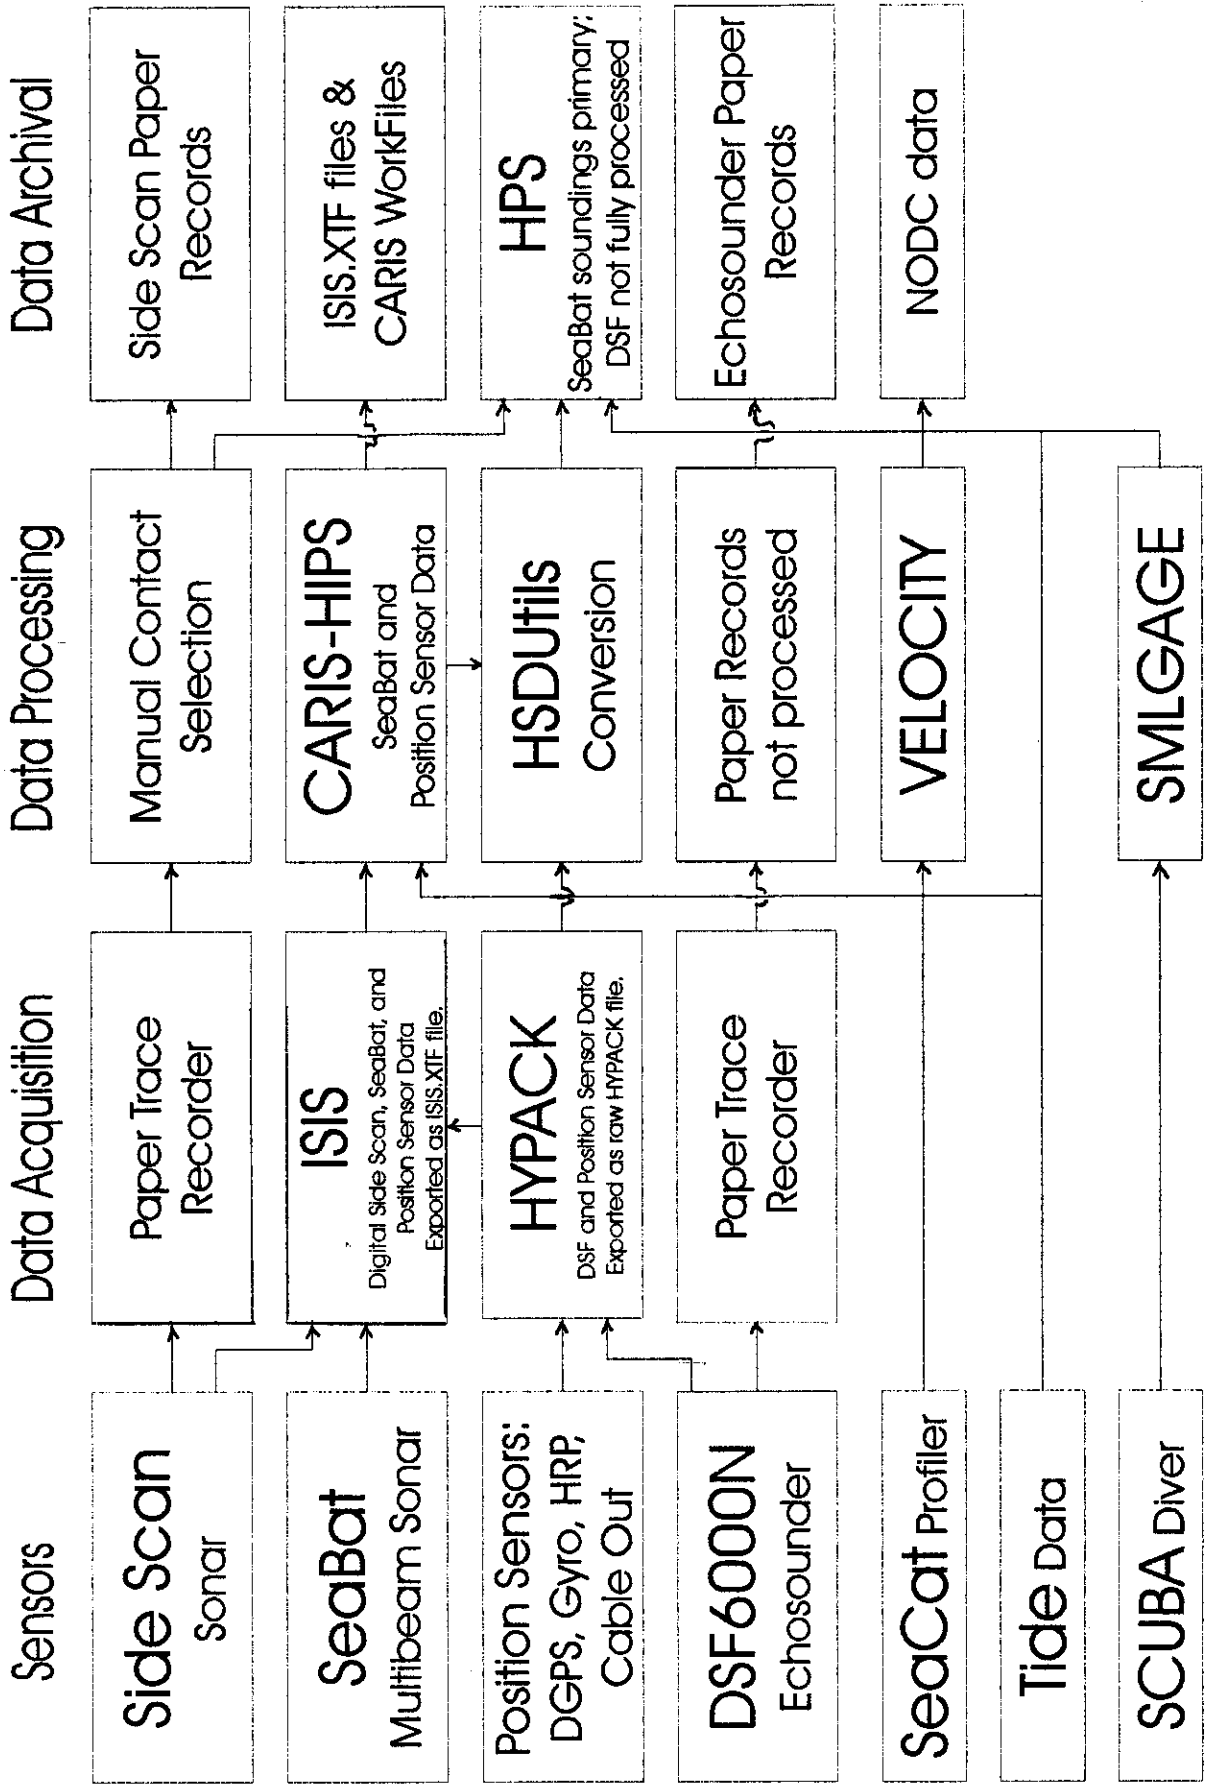 Sensors
Data Acquisition
Data Processing
Data Archival
Side Scan
Sonar
Paper Trace
Recorder
Manual Contact
Selection
Side Scan Paper
Records
SeaBat
Multibeam Sonar
ISIS
Digital Side Scan, SeaBat, and
Position Sensor Data
Exported as ISIS.XTF file.
CARIS-HIPS
SeaBat and
Position Sensor Data
ISIS.XTF files &
CARIS WorkFiles
Position Sensors:
DGPS, Gyro, HRP,
Cable Out
HYPACK
DSF and Position Sensor Data
Exported as raw HYPACK file.
HSDUtils
Conversion
HPS
SeaBat soundings primary;
DSF not fully processed
DSF6000N
Echosounder
Paper Trace
Recorder
Paper Records
not processed
Echosounder Paper
Records
SeaCat Profiler
VELOCITY
NODC data
Tide Data
SCUBA Diver
SMLGAGE